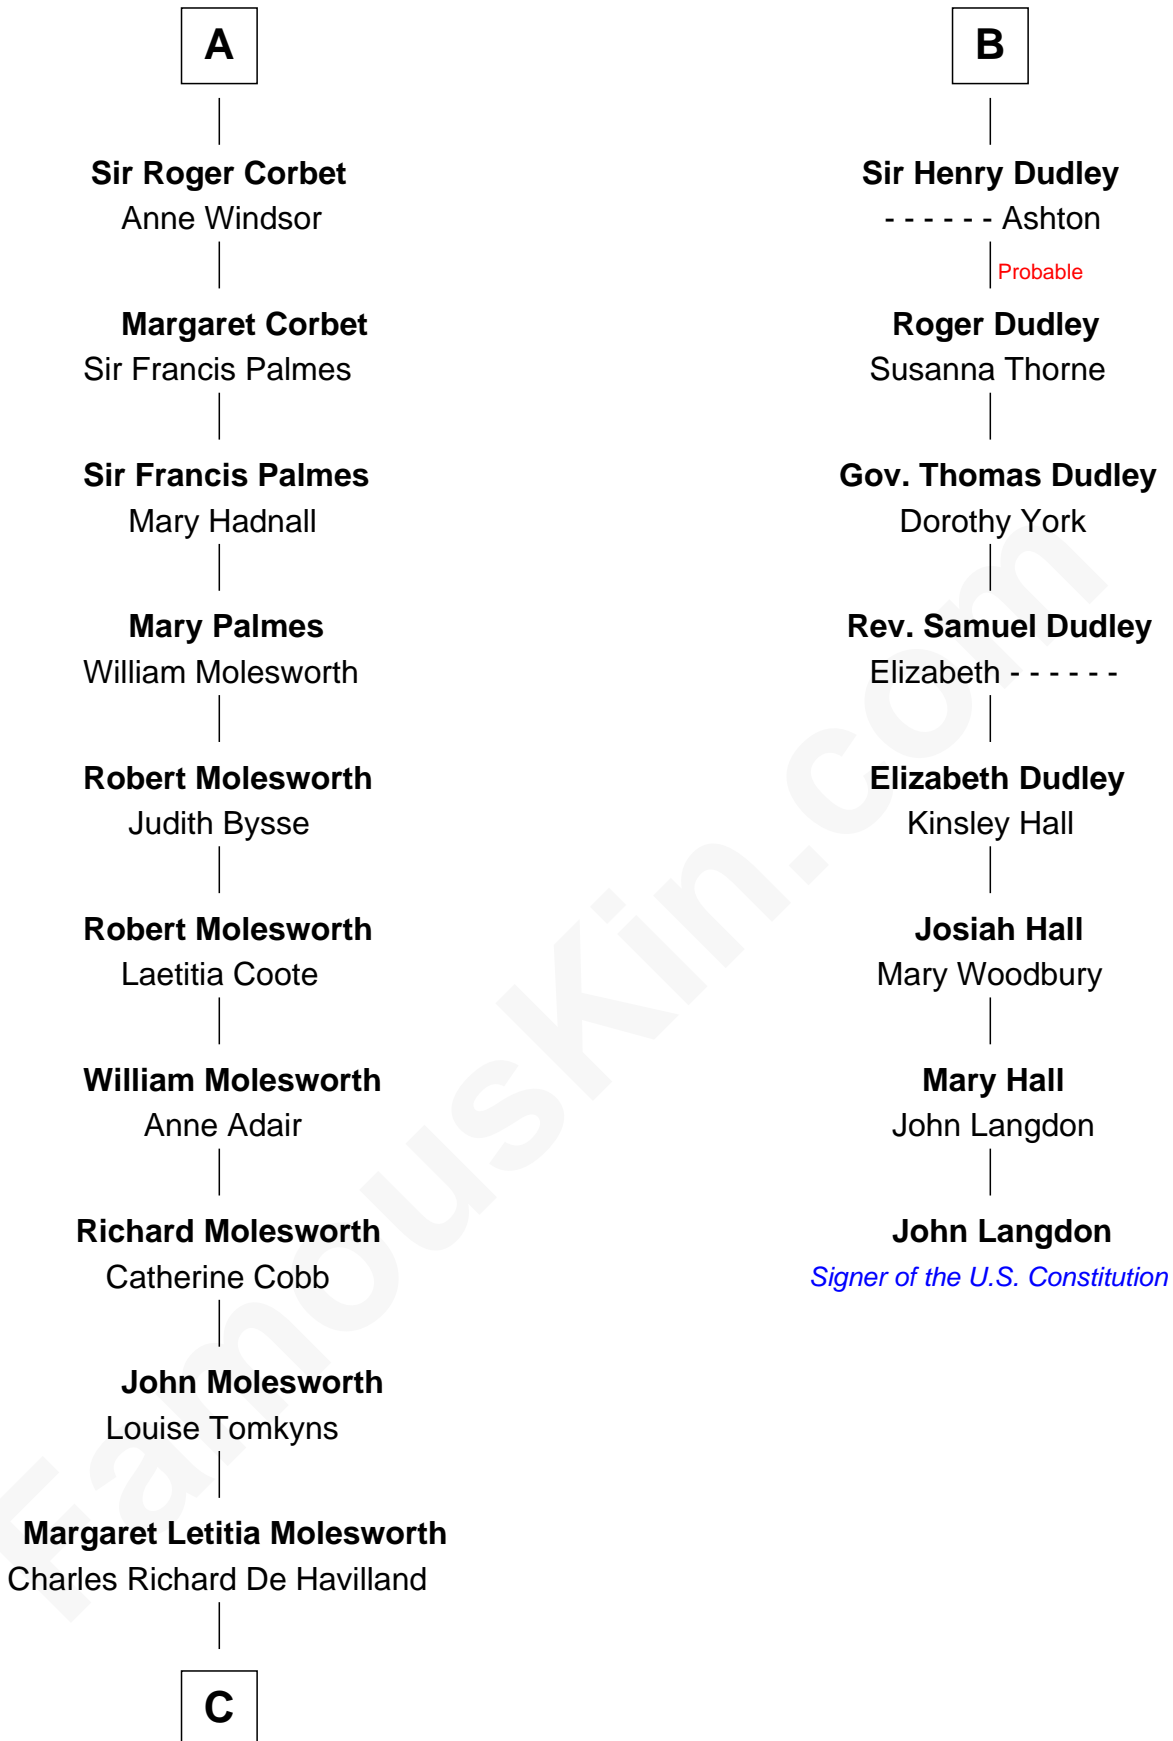 A
Sir Roger Corbet
Anne Windsor
Margaret Corbet
Sir Francis Palmes
Sir Francis Palmes
Mary Hadnall
Mary Palmes
William Molesworth
Robert Molesworth
Judith Bysse
Robert Molesworth
Laetitia Coote
William Molesworth
Anne Adair
Richard Molesworth
Catherine Cobb
John Molesworth
Louise Tomkyns
Margaret Letitia Molesworth
Charles Richard De Havilland
C
B
Sir Henry Dudley
- - - - - - Ashton
Probable
Roger Dudley
Susanna Thorne
Gov. Thomas Dudley
Dorothy York
Rev. Samuel Dudley
Elizabeth - - - - - -
Elizabeth Dudley
Kinsley Hall
Josiah Hall
Mary Woodbury
Mary Hall
John Langdon
John Langdon
Signer of the U.S. Constitution
FamousKin.com